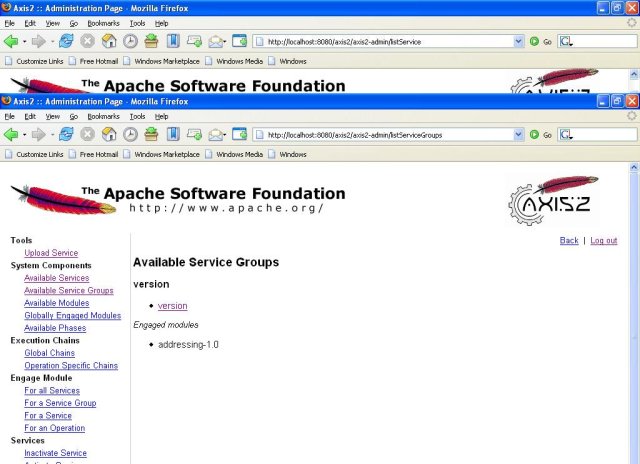 Axis2 :: Administration Page - Mozilla Firefox
File Edit View Go Bookmarks Tools Help
http://localhost:8080/axis2/axis2-admin/listService
Go
Customize Links Free Hotmail Windows Marketplace Windows Media Windows
The Apache Software Foundation
Axis2 :: Administration Page - Mozilla Firefox
File Edit View Go Bookmarks Tools Help
http://localhost:8080/axis2/axis2-admin/listServiceGroups
Go
Customize Links Free Hotmail Windows Marketplace Windows Media Windows
The Apache Software Foundation
http://www.apache.org/
AXIS2
Back | Log out
Tools
Upload Service
System Components
Available Services
Available Service Groups
Available Modules
Globally Engaged Modules
Available Phases
Execution Chains
Global Chains
Operation Specific Chains
Engage Module
For all Services
For a Service Group
For a Service
For an Operation
Services
Inactivate Service
Available Service Groups
version
• version
Engaged modules
• addressing-1.0